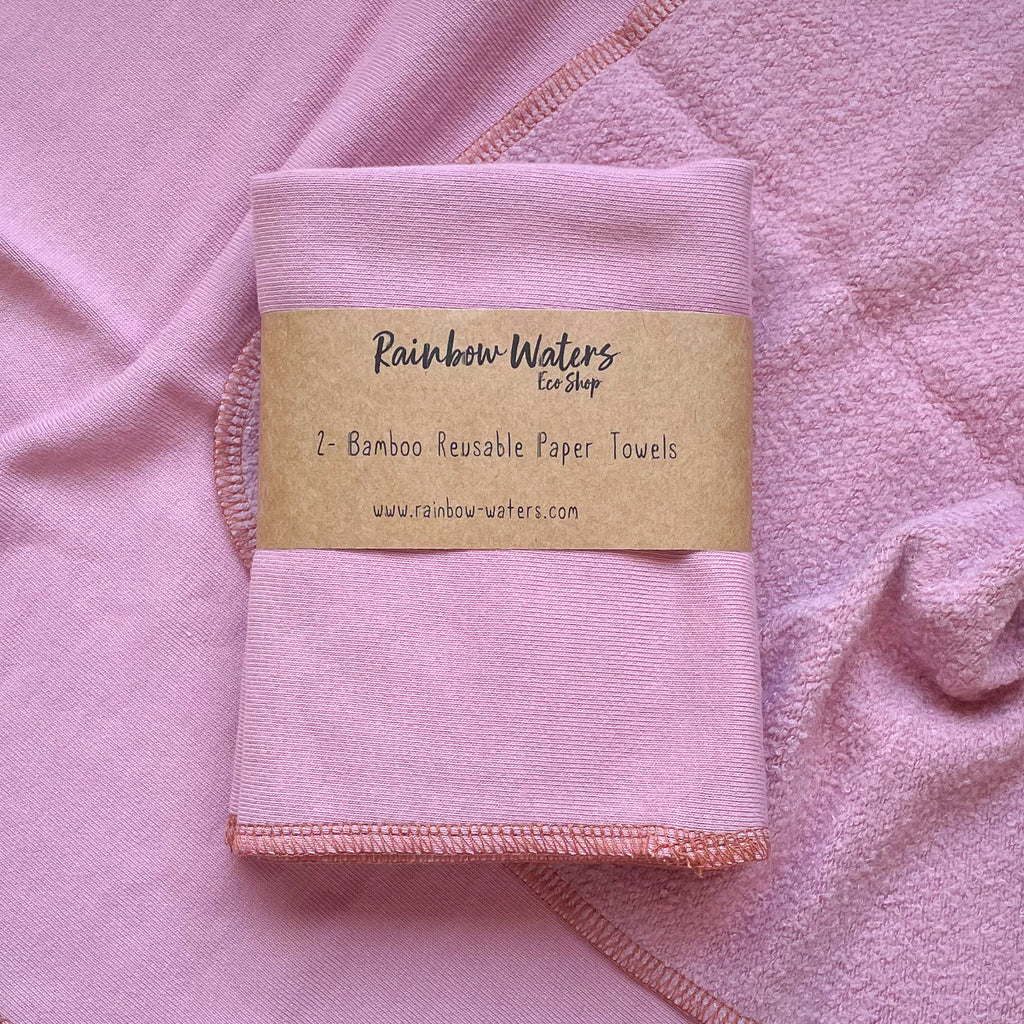 Rainbow Waters
Eco Shop
2- Bamboo Reusable Paper Towels
www.rainbow-waters.com